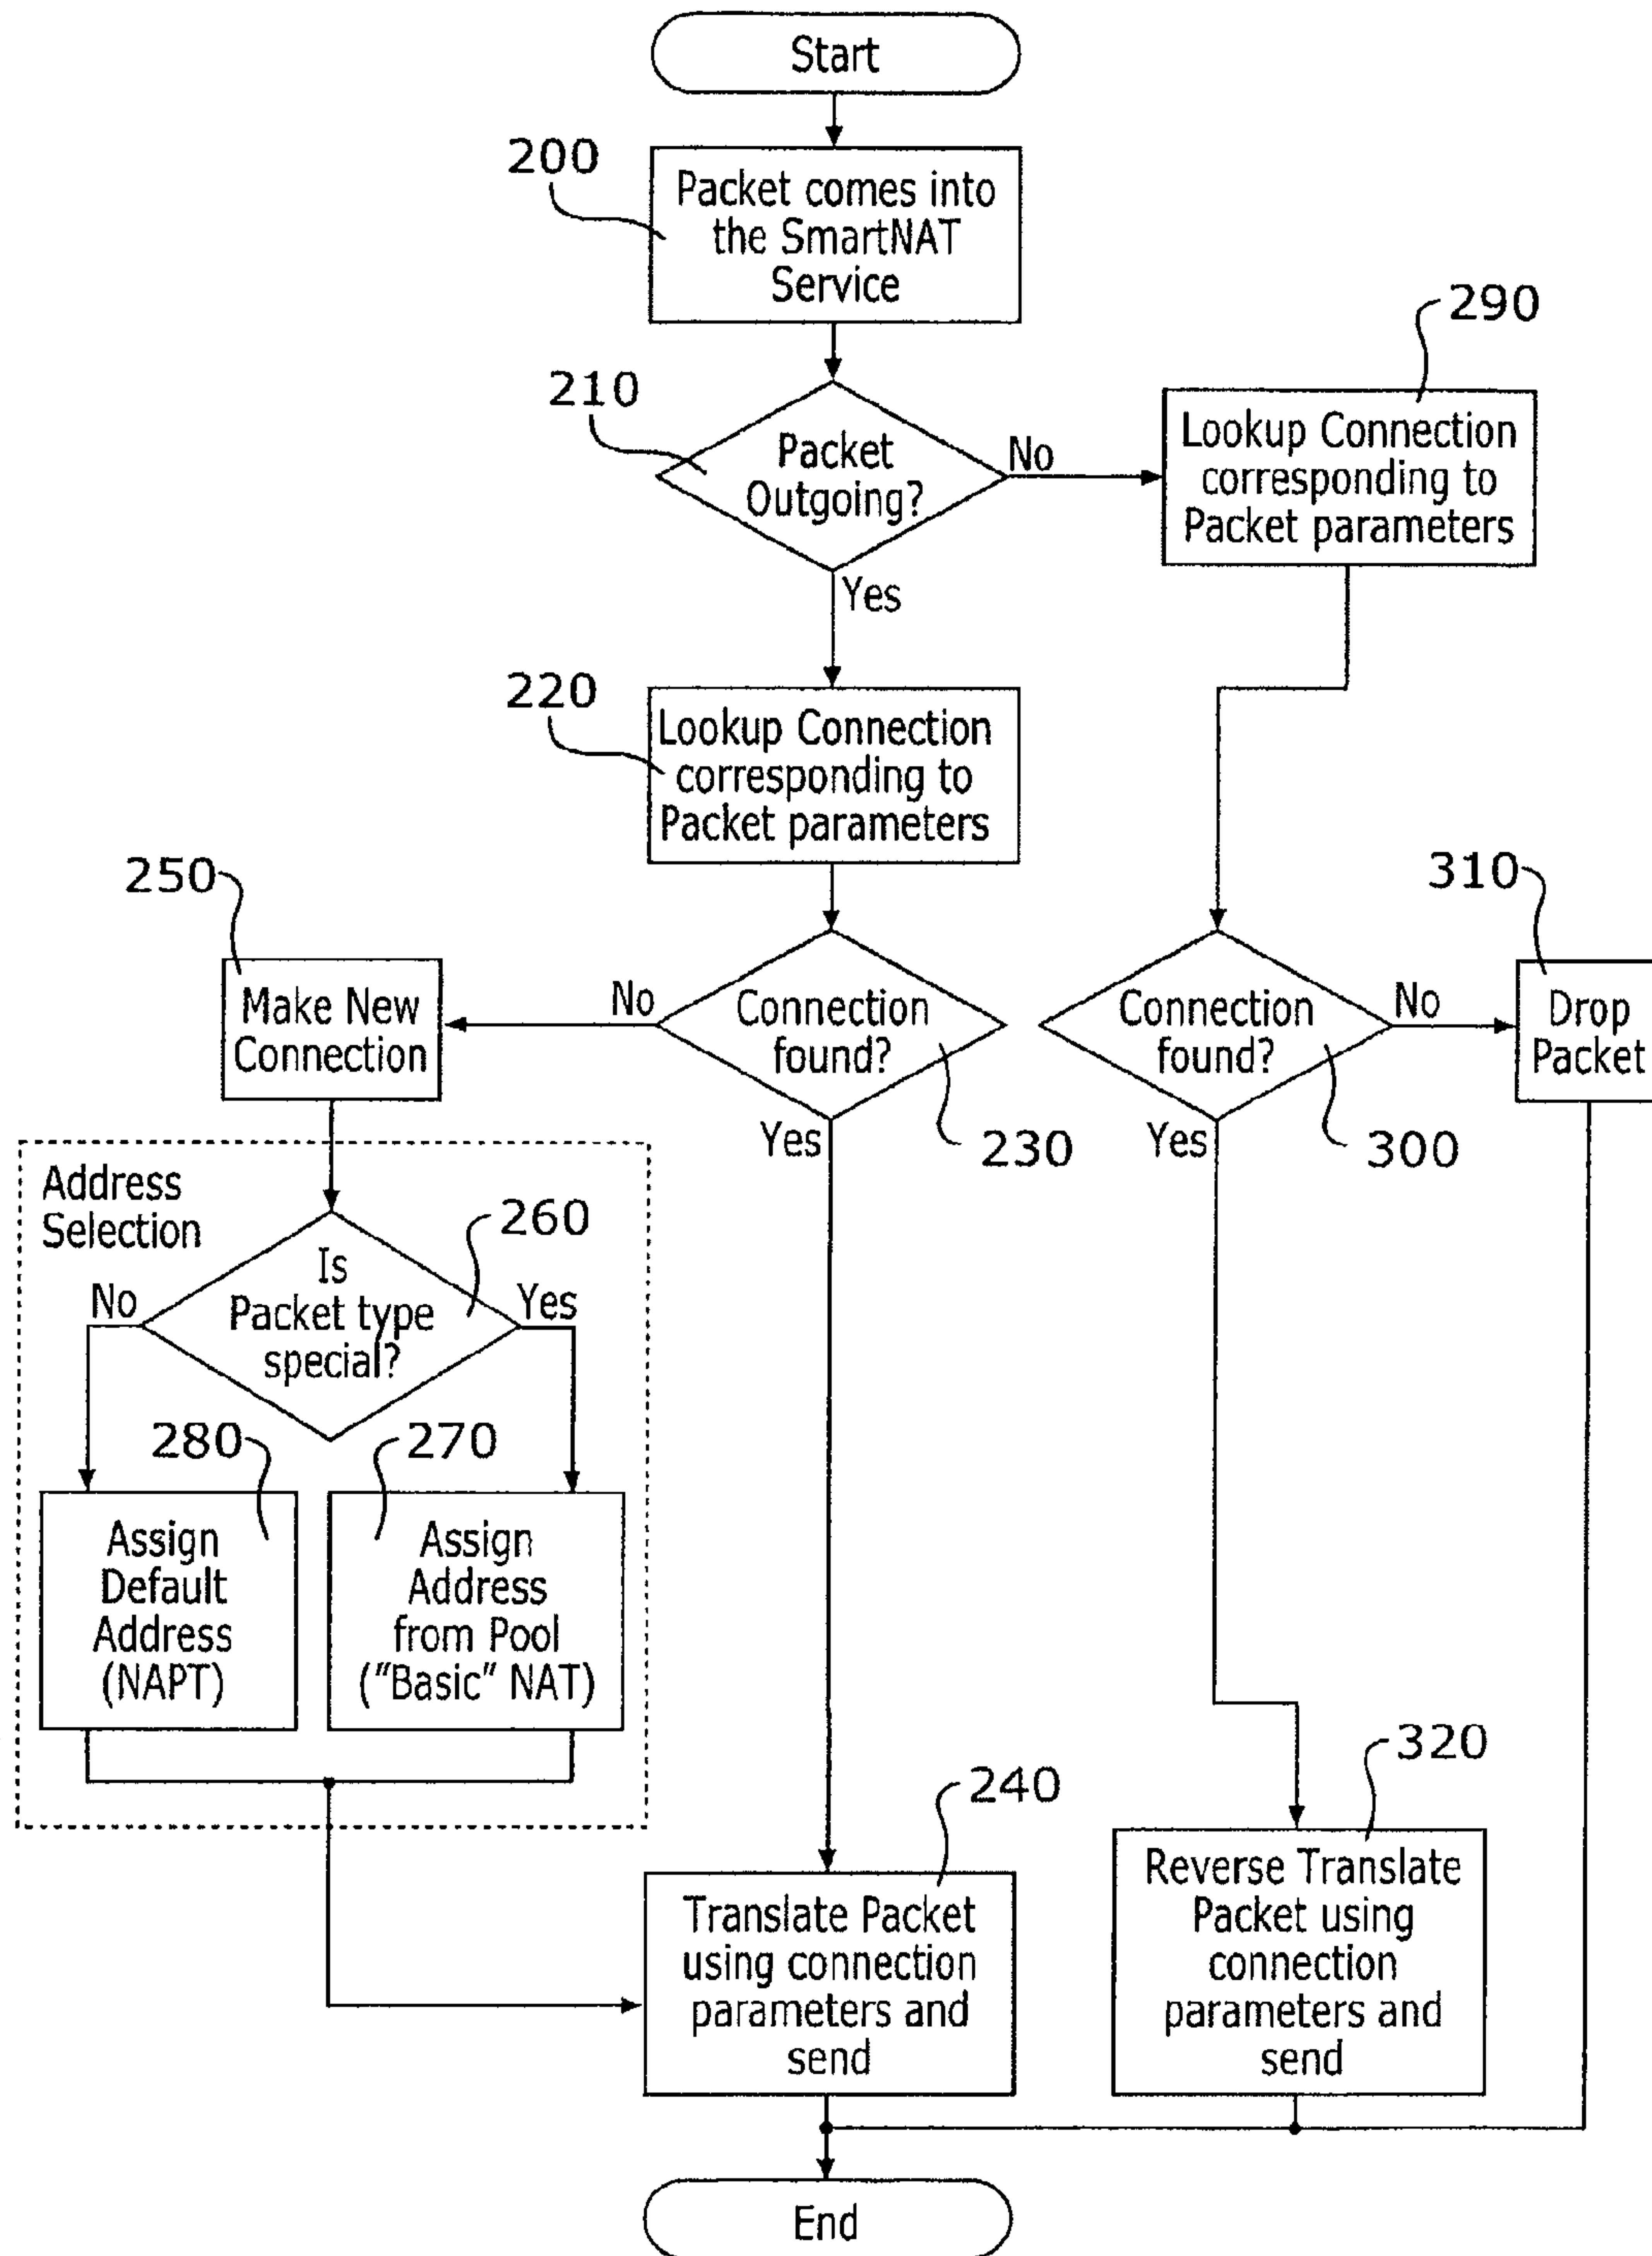 Start
200
Packet comes into
the SmartNAT
Service
290
210
Packet
Outgoing?
No
Lookup Connection
corresponding to
Packet parameters
Yes
220
Lookup Connection
corresponding to
Packet parameters
250
310
Make New
Connection
No
Connection
found?
Connection
found?
No
Drop
Packet
Yes
230
Yes
300
Address
Selection
260
Is
Packet type
special?
No
Yes
280
270
Assign
Default
Address
(NAPT)
Assign
Address
from Pool
("Basic" NAT)
240
320
Translate Packet
using connection
parameters and
send
Reverse Translate
Packet using
connection
parameters and
send
End